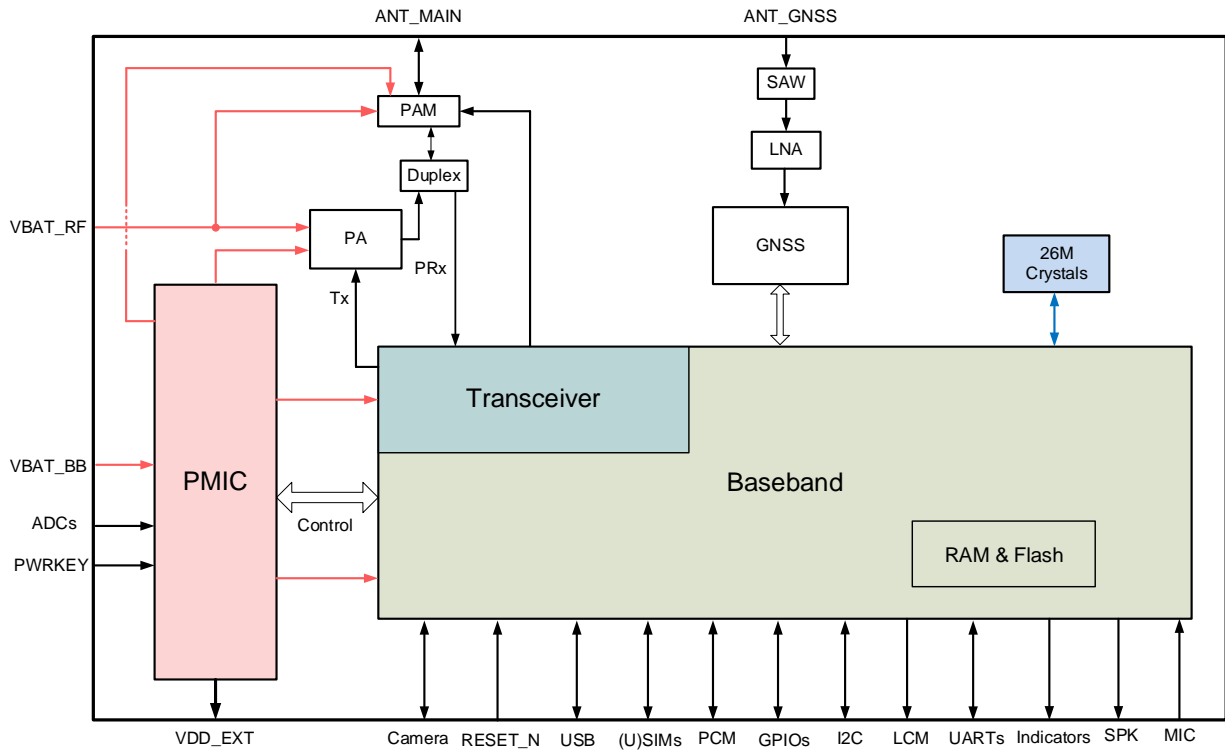 ANT_MAIN
ANT_GNSS
SAW
PAM
LNA
Duplex
VBAT_RF
PA
GNSS
26M
Crystals
PRx
Tx
Transceiver
VBAT_BB
PMIC
Baseband
ADCs
Control
PWRKEY
RAM & Flash
VDD_EXT
Camera
RESET_N
USB
(U)SIMs
PCM
GPIOs
I2C
LCM
UARTs
Indicators
SPK
MIC